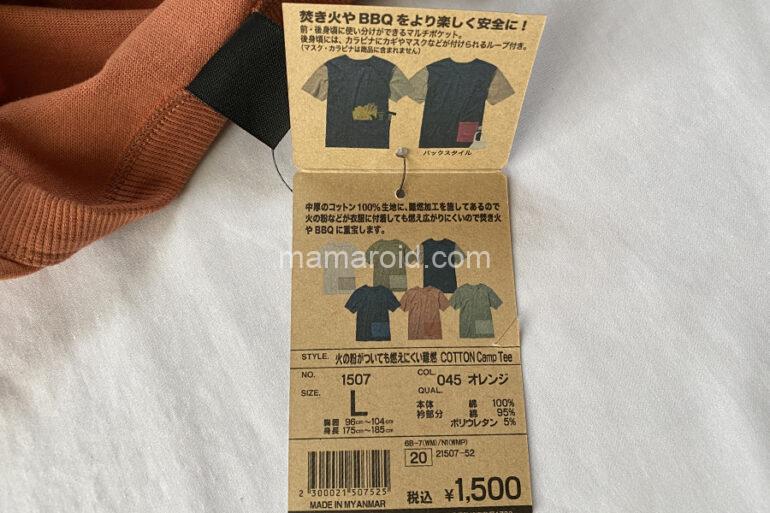 焚き火やBBQをより楽しく安全に!
前・後身頃に使い分けができるマルチポケット。
後身頃には、カラビナにカギやマスクなどが付けられるループ付き。
(マスク・カラビナは商品に含まれません)
バックスタイル
中厚のコットン100%生地に、難燃加工を施してあるので
火の粉などが衣服に付着しても燃え広がりにくいので焚き火
やBBQに重宝します。
mamaroid.com
STYLE. 火の粉がついても燃えにくい難燃 COTTON Camp Tee
NO. 1507
COL. 045 オレンジ
SIZE. L
胸囲 96cm~104cm
身長 175cm~185cm
QUAL.
本体 綿 100%
衿部分 綿 95%
ポリウレタン 5%
6B-7(WM)/N1(WMP)
20 21507-52
2 300021 507525
MADE IN MYANMAR
税込 ¥1,500